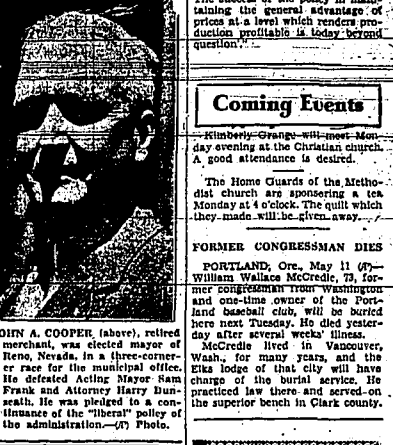 OHN A. COOPER, (above), retired
merchant, was elected mayor of
Reno, Nevada, in a three-corner-
er race for the municipal office.
He defeated Acting Mayor Sam
Frank and Attorney Harry Dun-
seath. He was pledged to a con-
tinuance of the "liberal" policy of
the administration.—(AP) Photo.
taining the general advantage of
prices at a level which renders pro-
duction profitable is today beyond
question"
Coming Events
Kimberly Grange will meet Mon-
day evening at the Christian church.
A good attendance is desired.
The Home Guards of the Metho-
dist church are sponsering a tea
Monday at 4 o'clock. The quilt which
they made will be given away.
FORMER CONGRESSMAN DIES
PORTLAND, Ore., May 11 (AP)—
William Wallace McCredie, 73, for-
mer congressman from Washington
and one-time owner of the Port-
land baseball club, will be buried
here next Tuesday. He died yester-
day after several weeks' illness.
McCredie lived in Vancouver,
Wash., for many years, and the
Elks lodge of that city will have
charge of the burial service. He
practiced law there and served on
the superior bench in Clark county.